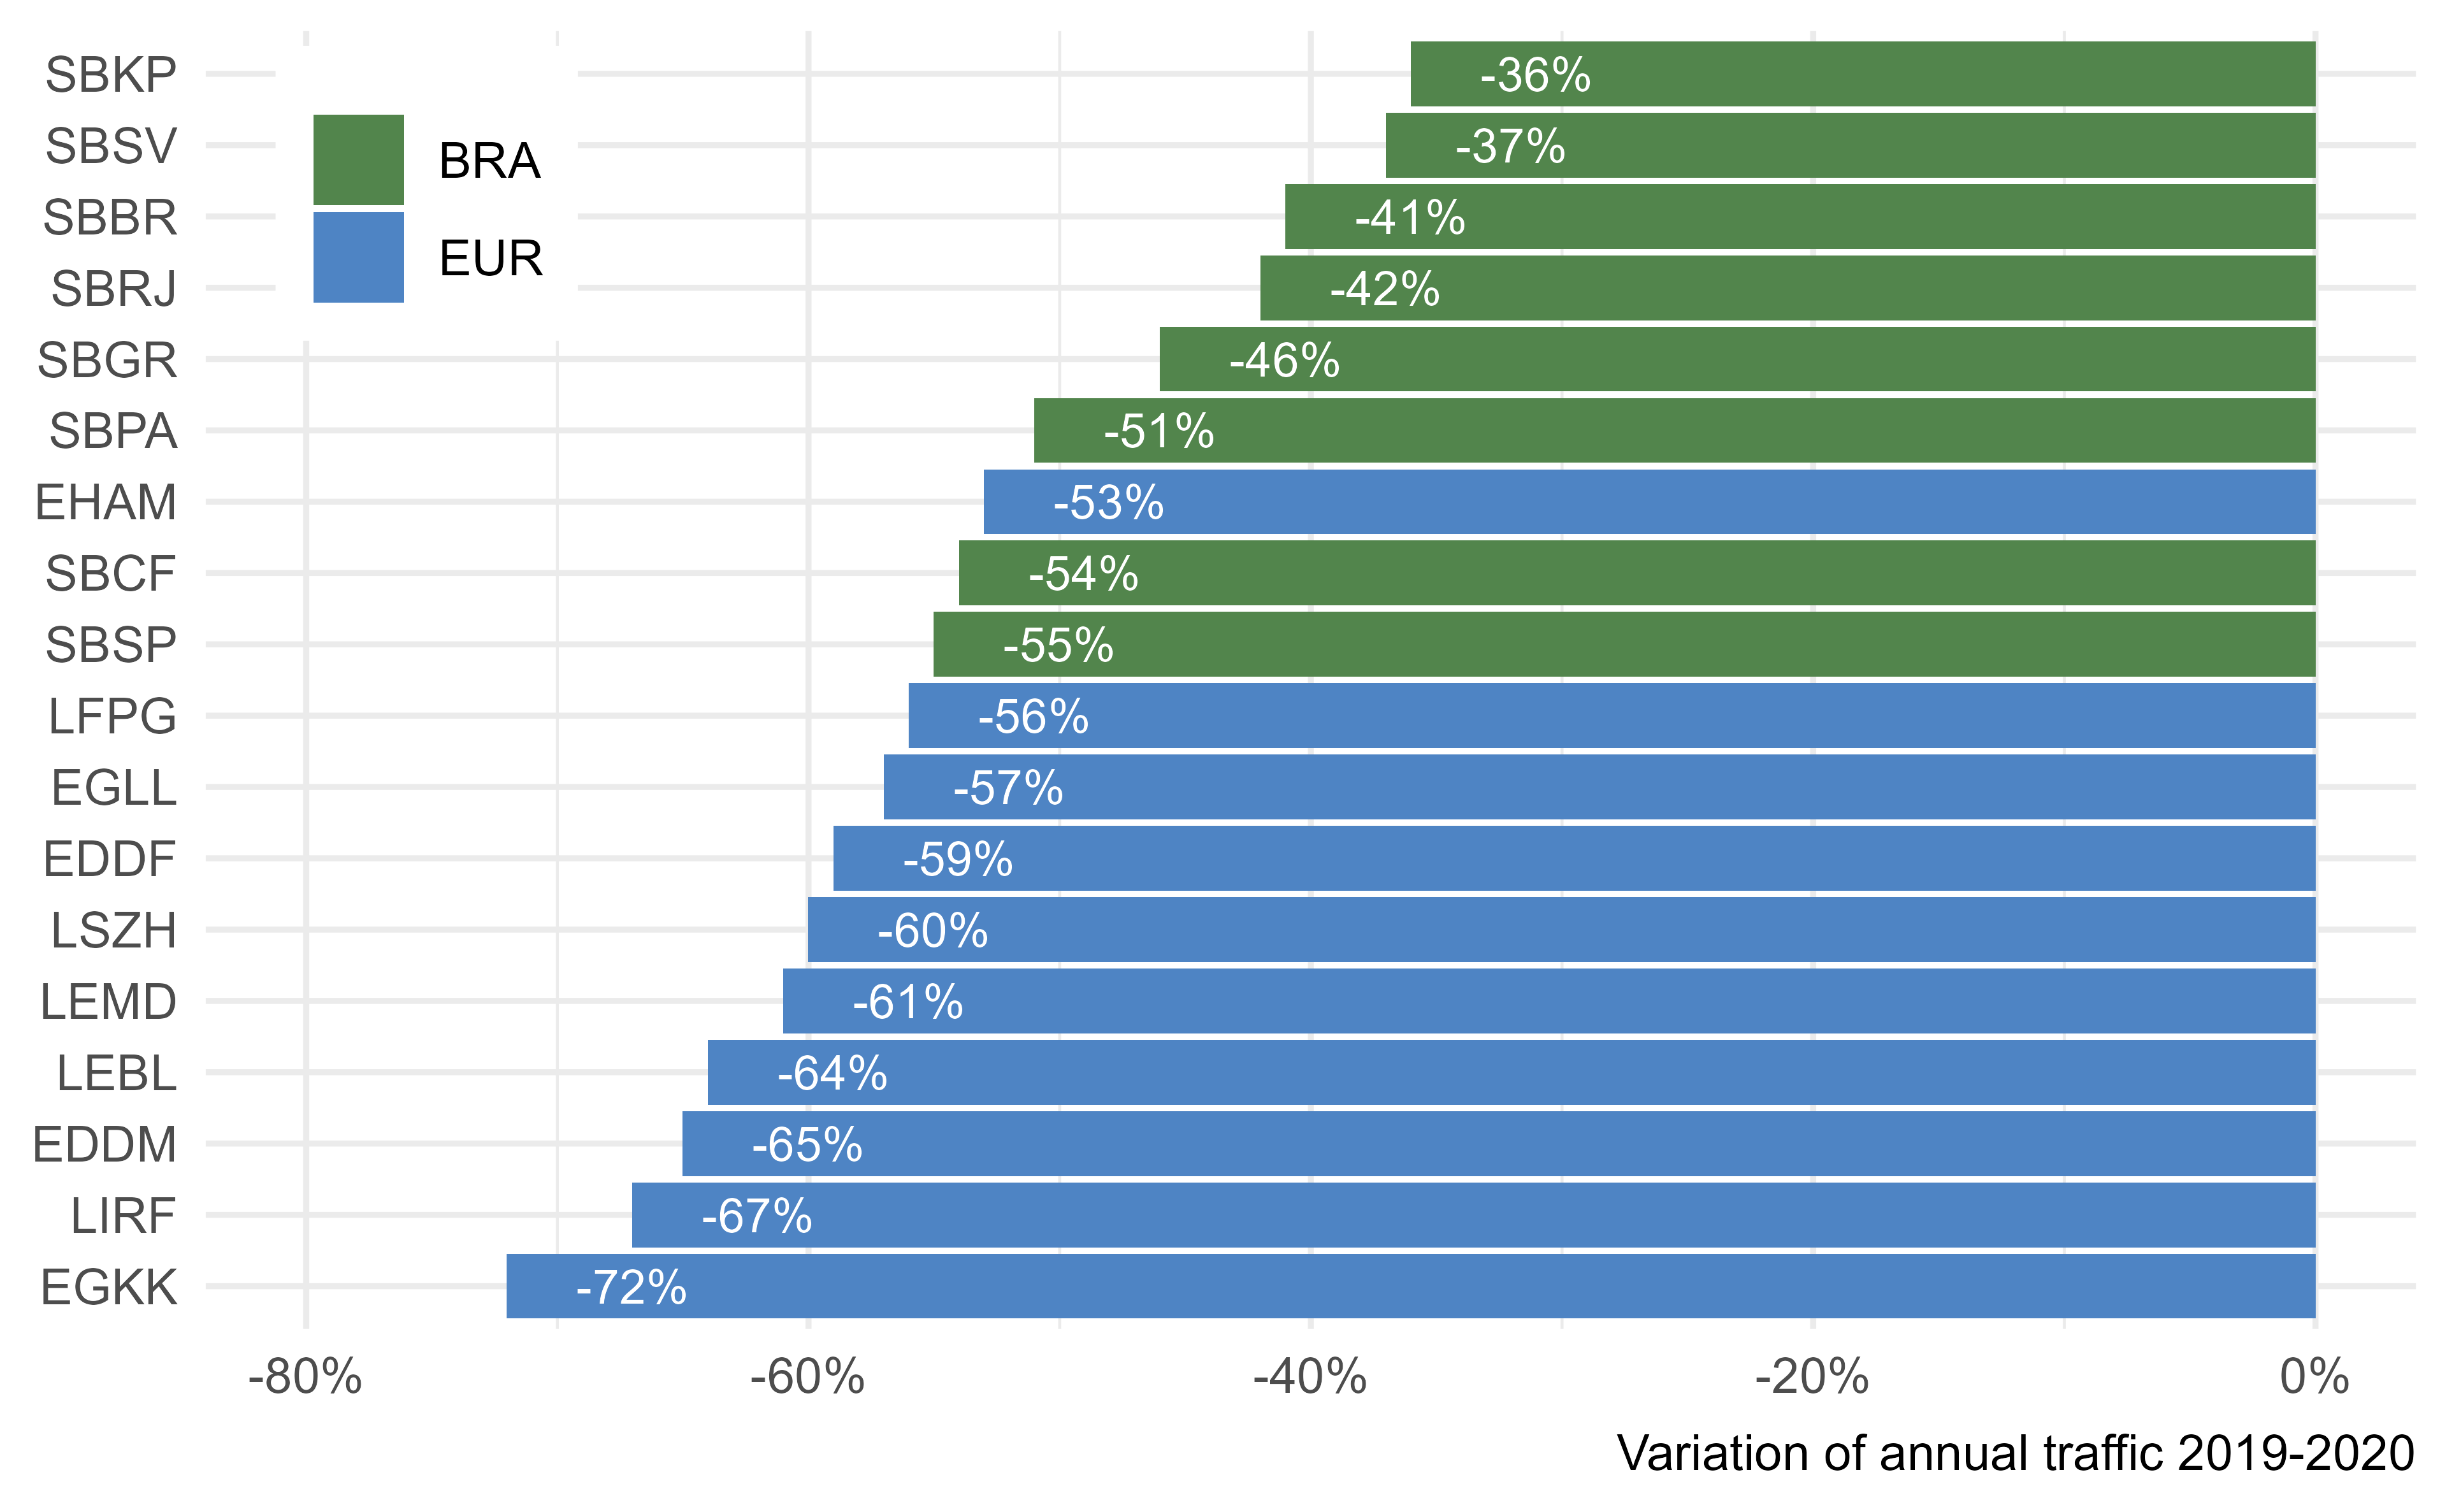 SBKP -36%
SBSV -37%
SBBR -41%
SBRJ -42%
SBGR -46%
SBPA -51%
EHAM -53%
SBCF -54%
SBSP -55%
LFPG -56%
EGLL -57%
EDDF -59%
LSZH -60%
LEMD -61%
LEBL -64%
EDDM -65%
LIRF -67%
EGKK -72%
BRA
EUR
-80% -60% -40% -20% 0%
Variation of annual traffic 2019-2020